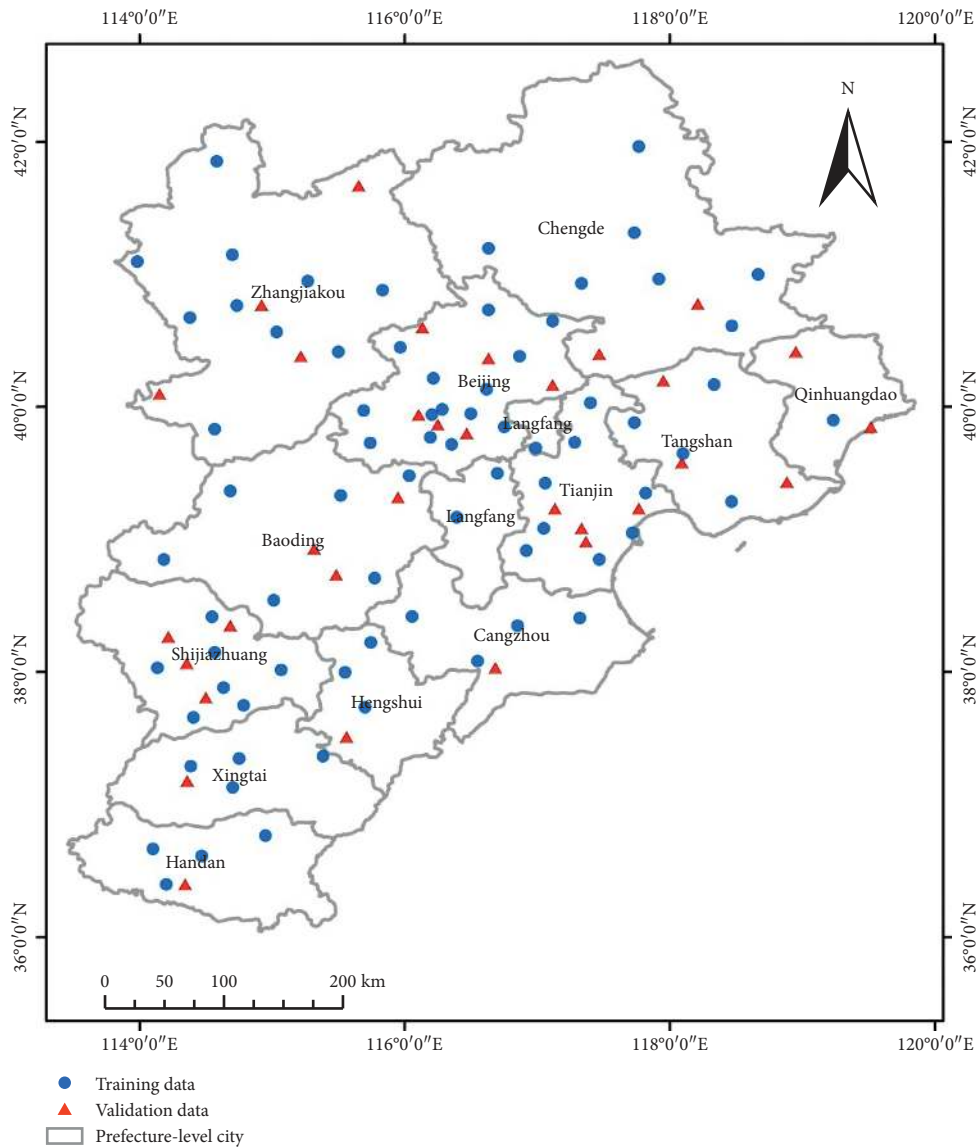 114°0′0″E 116°0′0″E 118°0′0″E 120°0′0″E
N
42°0′0″N 42°0′0″N
Chengde
Zhangjiakou
Beijing
Qinhuangdao
40°0′0″N 40°0′0″N
Langfang
Tangshan
Tianjin
Langfang
Baoding
Cangzhou
Shijiazhuang
38°0′0″N 38°0′0″N
Hengshui
Xingtai
Handan
36°0′0″N 36°0′0″N
0 50 100 200 km
114°0′0″E 116°0′0″E 118°0′0″E 120°0′0″E
Training data
Validation data
Prefecture-level city